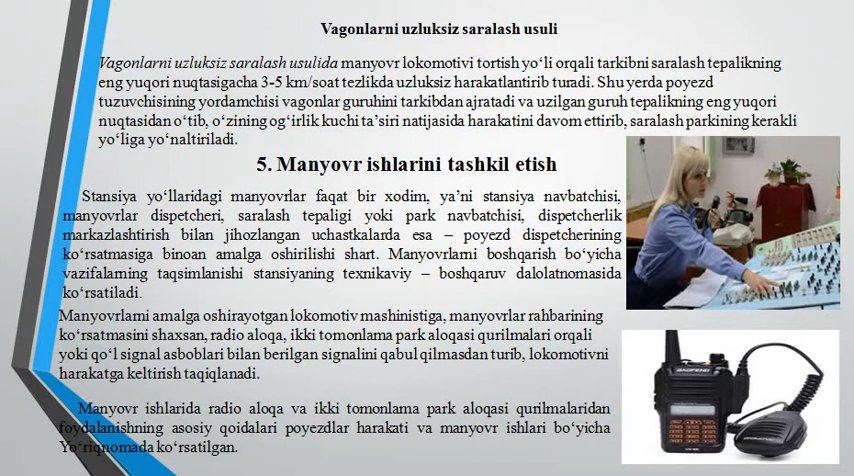 Vagonlarni uzluksiz saralash usuli
Vagonlarni uzluksiz saralash usulida manyovr lokomotivi tortish yo‘li orqali tarkibni saralash tepalikning
eng yuqori nuqtasigacha 3-5 km/soat tezlikda uzluksiz harakatlantirib turadi. Shu yerda poyezd
tuzuvchisining yordamchisi vagonlar guruhini tarkibdan ajratadi va uzilgan guruh tepalikning eng yuqori
nuqtasidan o‘tib, o‘zining og‘irlik kuchi ta’siri natijasida harakatini davom ettirib, saralash parkining kerakli
yo‘liga yo‘naltiriladi.
5. Manyovr ishlarini tashkil etish
Stansiya yo‘llaridagi manyovrlar faqat bir xodim, ya’ni stansiya navbatchisi,
manyovrlar dispetcheri, saralash tepaligi yoki park navbatchisi, dispetcherlik
markazlashtirish bilan jihozlangan uchastkalarda esa – poyezd dispetcherining
ko‘rsatmasiga binoan amalga oshirilishi shart. Manyovrlarni boshqarish bo‘yicha
vazifalarning taqsimlanishi stansiyaning texnikaviy – boshqaruv dalolatnomasida
ko‘rsatiladi.
Manyovrlarni amalga oshirayotgan lokomotiv mashinistiga, manyovrlar rahbarining
ko‘rsatmasini shaxsan, radio aloqa, ikki tomonlama park aloqasi qurilmalari orqali
yoki qo‘l signal asboblari bilan berilgan signalini qabul qilmasdan turib, lokomotivni
harakatga keltirish taqiqlanadi.
Manyovr ishlarida radio aloqa va ikki tomonlama park aloqasi qurilmalaridan
foydalanishning asosiy qoidalari poyezdlar harakati va manyovr ishlari bo‘yicha
Yo‘riqnomada ko‘rsatilgan.
BAOFENG